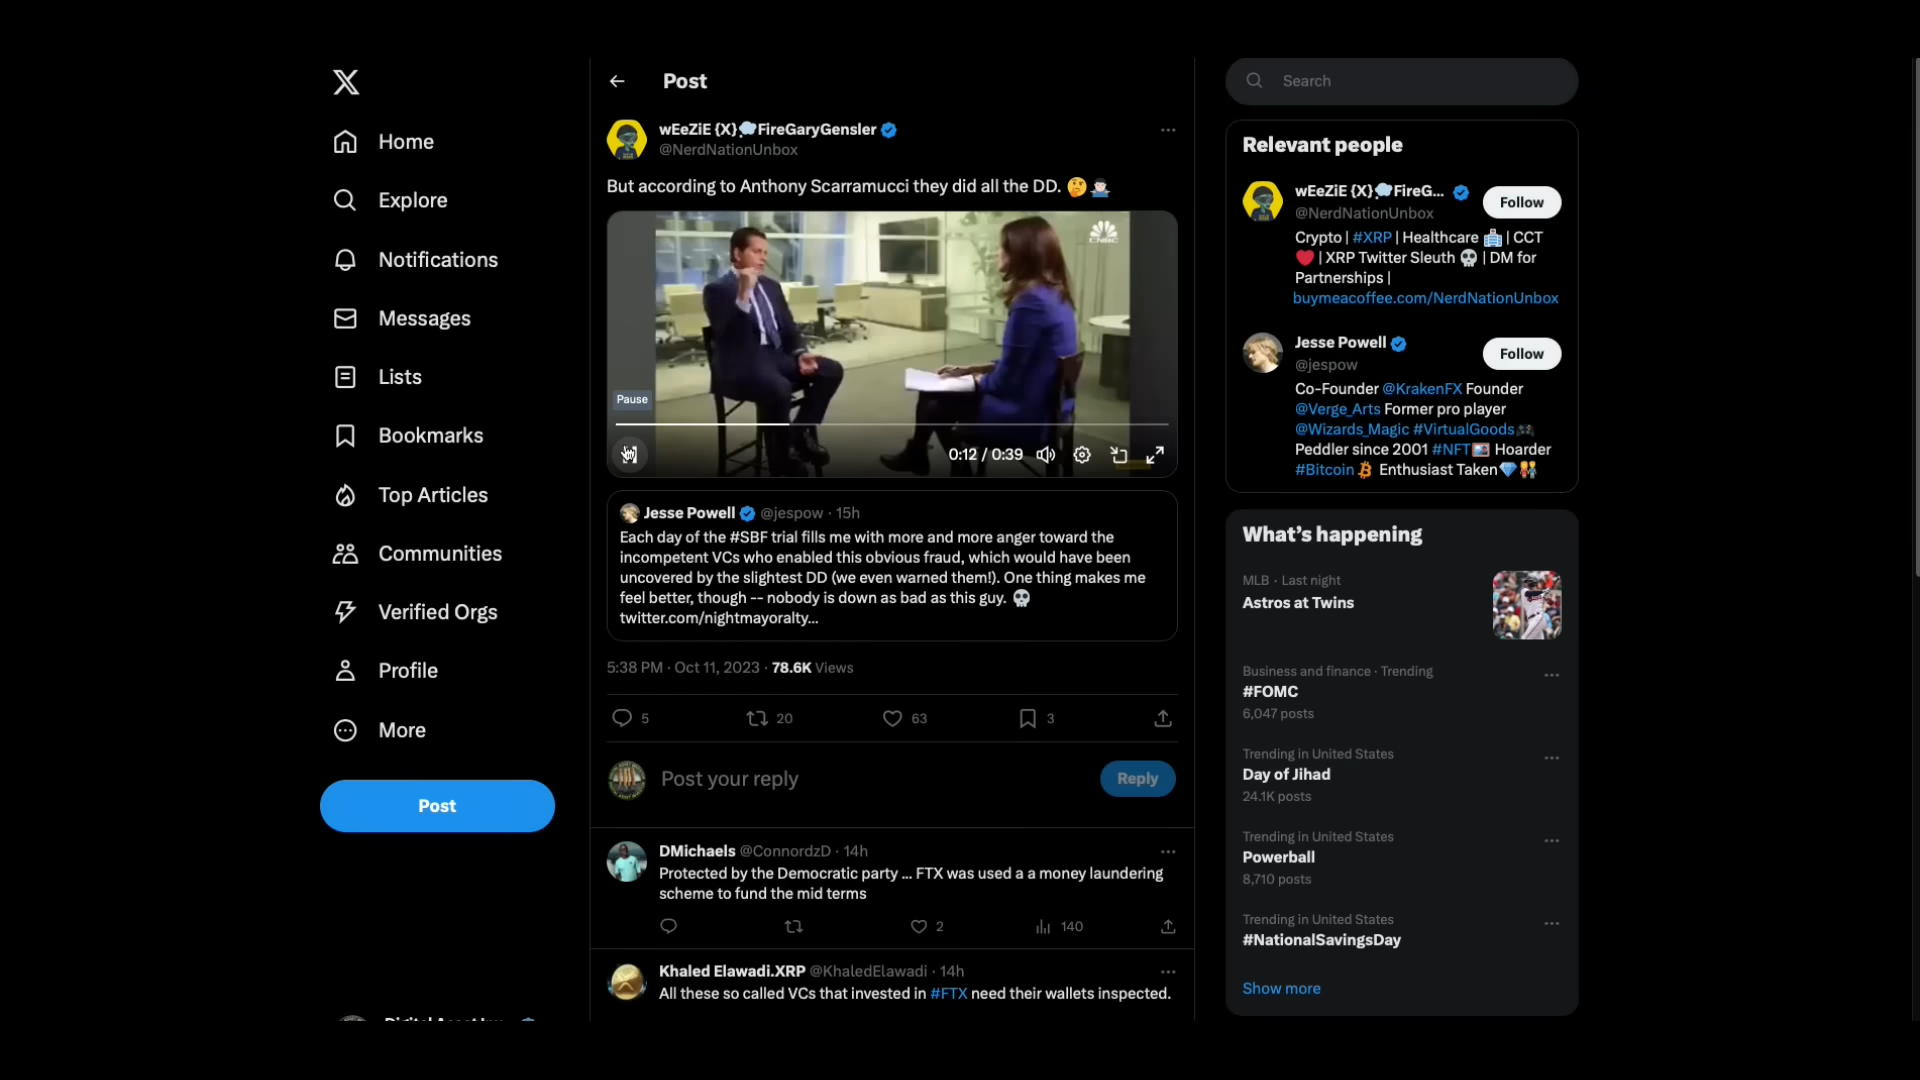 Home
Explore
Notifications
Messages
Lists
Bookmarks
Top Articles
Communities
Verified Orgs
Profile
More
Post
Post
wEeZiE {X}💭FireGaryGensler
@NerdNationUnbox
But according to Anthony Scarramucci they did all the DD. 🤔🤷🏻‍♂️
CNBC
Pause
0:12 / 0:39
Jesse Powell @jespow · 15h
Each day of the #SBF trial fills me with more and more anger toward the
incompetent VCs who enabled this obvious fraud, which would have been
uncovered by the slightest DD (we even warned them!). One thing makes me
feel better, though -- nobody is down as bad as this guy. 💀
twitter.com/nightmayoralty...
5:38 PM · Oct 11, 2023 · 78.6K Views
5 20 63 3
Post your reply
Reply
DMichaels @ConnordzD · 14h
Protected by the Democratic party ... FTX was used a a money laundering
scheme to fund the mid terms
2 140
Khaled Elawadi.XRP @KhaledElawadi · 14h
All these so called VCs that invested in #FTX need their wallets inspected.
Search
Relevant people
wEeZiE {X}💭FireG...
@NerdNationUnbox
Follow
Crypto | #XRP | Healthcare 🏥 | CCT
❤️ | XRP Twitter Sleuth 💀 | DM for
Partnerships |
buymeacoffee.com/NerdNationUnbox
Jesse Powell
@jespow
Follow
Co-Founder @KrakenFX Founder
@Verge_Arts Former pro player
@Wizards_Magic #VirtualGoods🎮
Peddler since 2001 #NFT🖼️ Hoarder
#Bitcoin Enthusiast Taken💎👫
What's happening
MLB · Last night
Astros at Twins
Business and finance · Trending
#FOMC
6,047 posts
Trending in United States
Day of Jihad
24.1K posts
Trending in United States
Powerball
8,710 posts
Trending in United States
#NationalSavingsDay
Show more